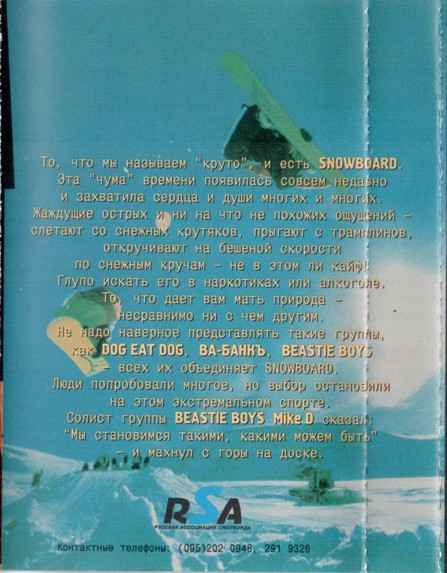 То, что мы называем "круто", и есть SNOWBOARD.
Эта "чума" времени появилась совсем недавно
и захватила сердца и души многих и многих.
Жаждущие острых и ни на что не похожих ощущений –
слетают со снежных крутяков, прыгают с трамплинов,
откручивают на бешеной скорости
по снежным кручам – не в этом ли кайф!
Глупо искать его в наркотиках или алкоголе.
То, что дает вам мать природа –
несравнимо ни с чем другим.
Не надо наверное представлять такие группы,
как DOG EAT DOG, ВА-БАНКЪ, BEASTIE BOYS
– всех их объединяет SNOWBOARD.
Люди попробовали многое, но выбор остановили
на этом экстремальном спорте.
Солист группы BEASTIE BOYS Mike D сказал:
"Мы становимся такими, какими можем быть"
– и махнул с горы на доске.
RSA
РУССКАЯ АССОЦИАЦИЯ СНОУБОРДА
Контактные телефоны: (095)202 0946, 291 9326